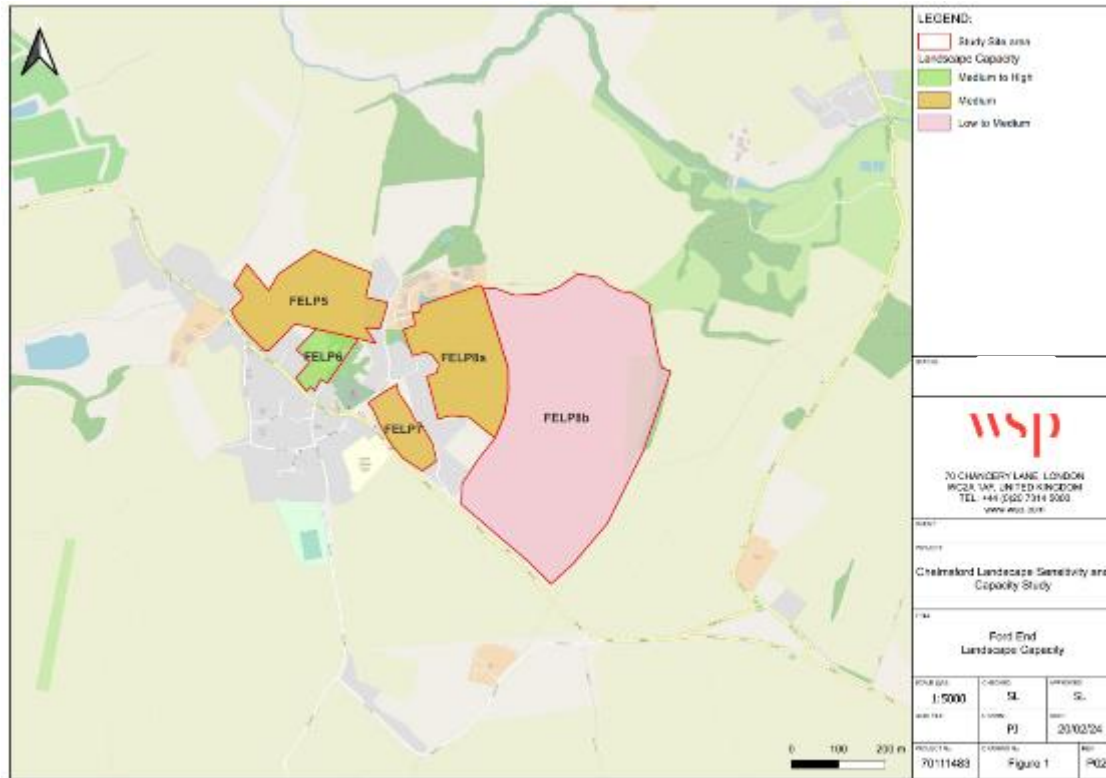 FELP5
FELP6
FELP8a
FELP7
FELP8b
0 100 200 m
LEGEND:
Study Site area
Landscape Capacity
Medium to High
Medium
Low to Medium
wsp
70 CHANCERY LANE, LONDON
WC2A 1AF, UNITED KINGDOM
TEL: +44 (0)20 7314 5000
www.wsp.com
PROJECT:
Chelmsford Landscape Sensitivity and
Capacity Study
Ford End
Landscape Capacity
1:5000 SL SL
PJ 20/02/24
70111483 Figure 1 P02